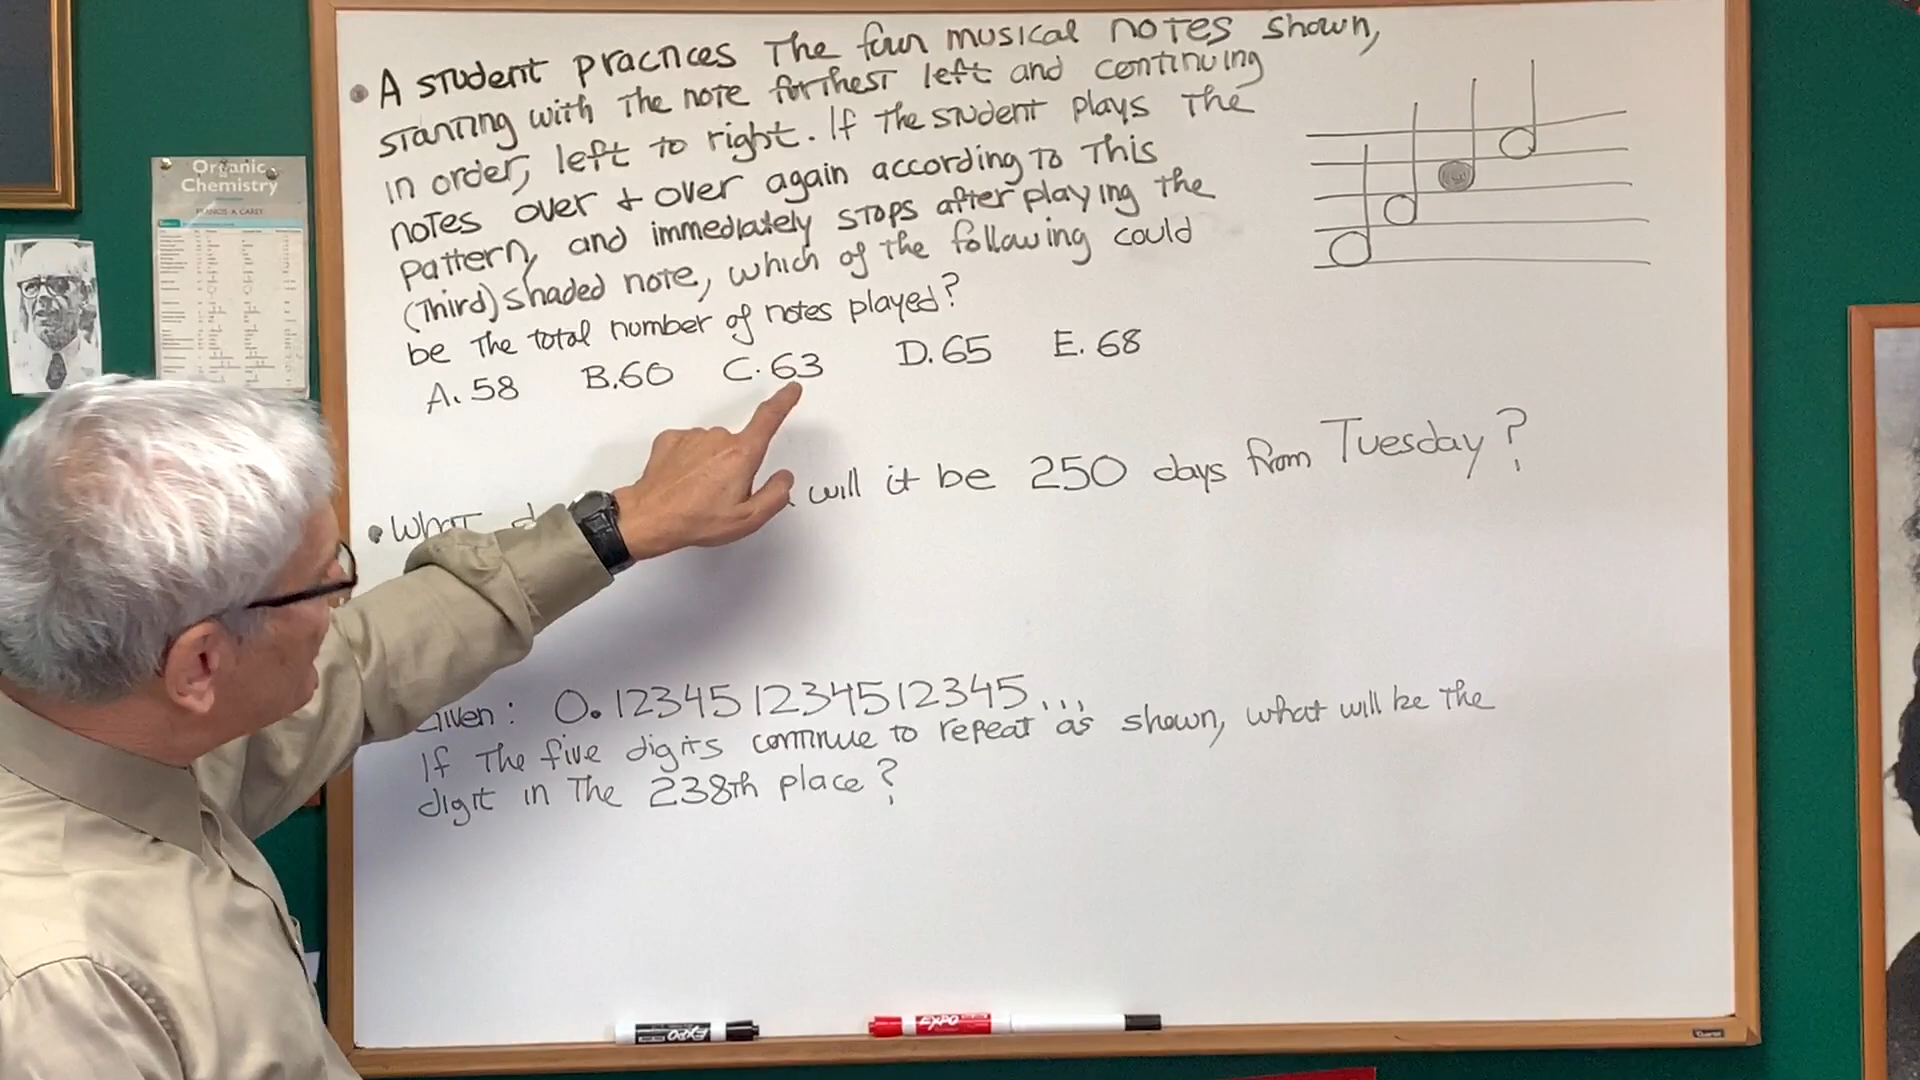 Organic
Chemistry
FRANCIS A. CAREY
• A student practices The four musical notes shown,
starting with The note forthest left and continuing
in order, left to right. If The student plays The
notes over + over again according to This
pattern, and immediately stops after playing The
(Third) shaded note, which of The following could
be The total number of notes played?
A. 58 B. 60 C. 63 D. 65 E. 68
• What will it be 250 days from Tuesday?
Given: 0.123451234512345...
If The five digits continue to repeat as shown, what will be The
digit in The 238th place?
EXPO
EXPO